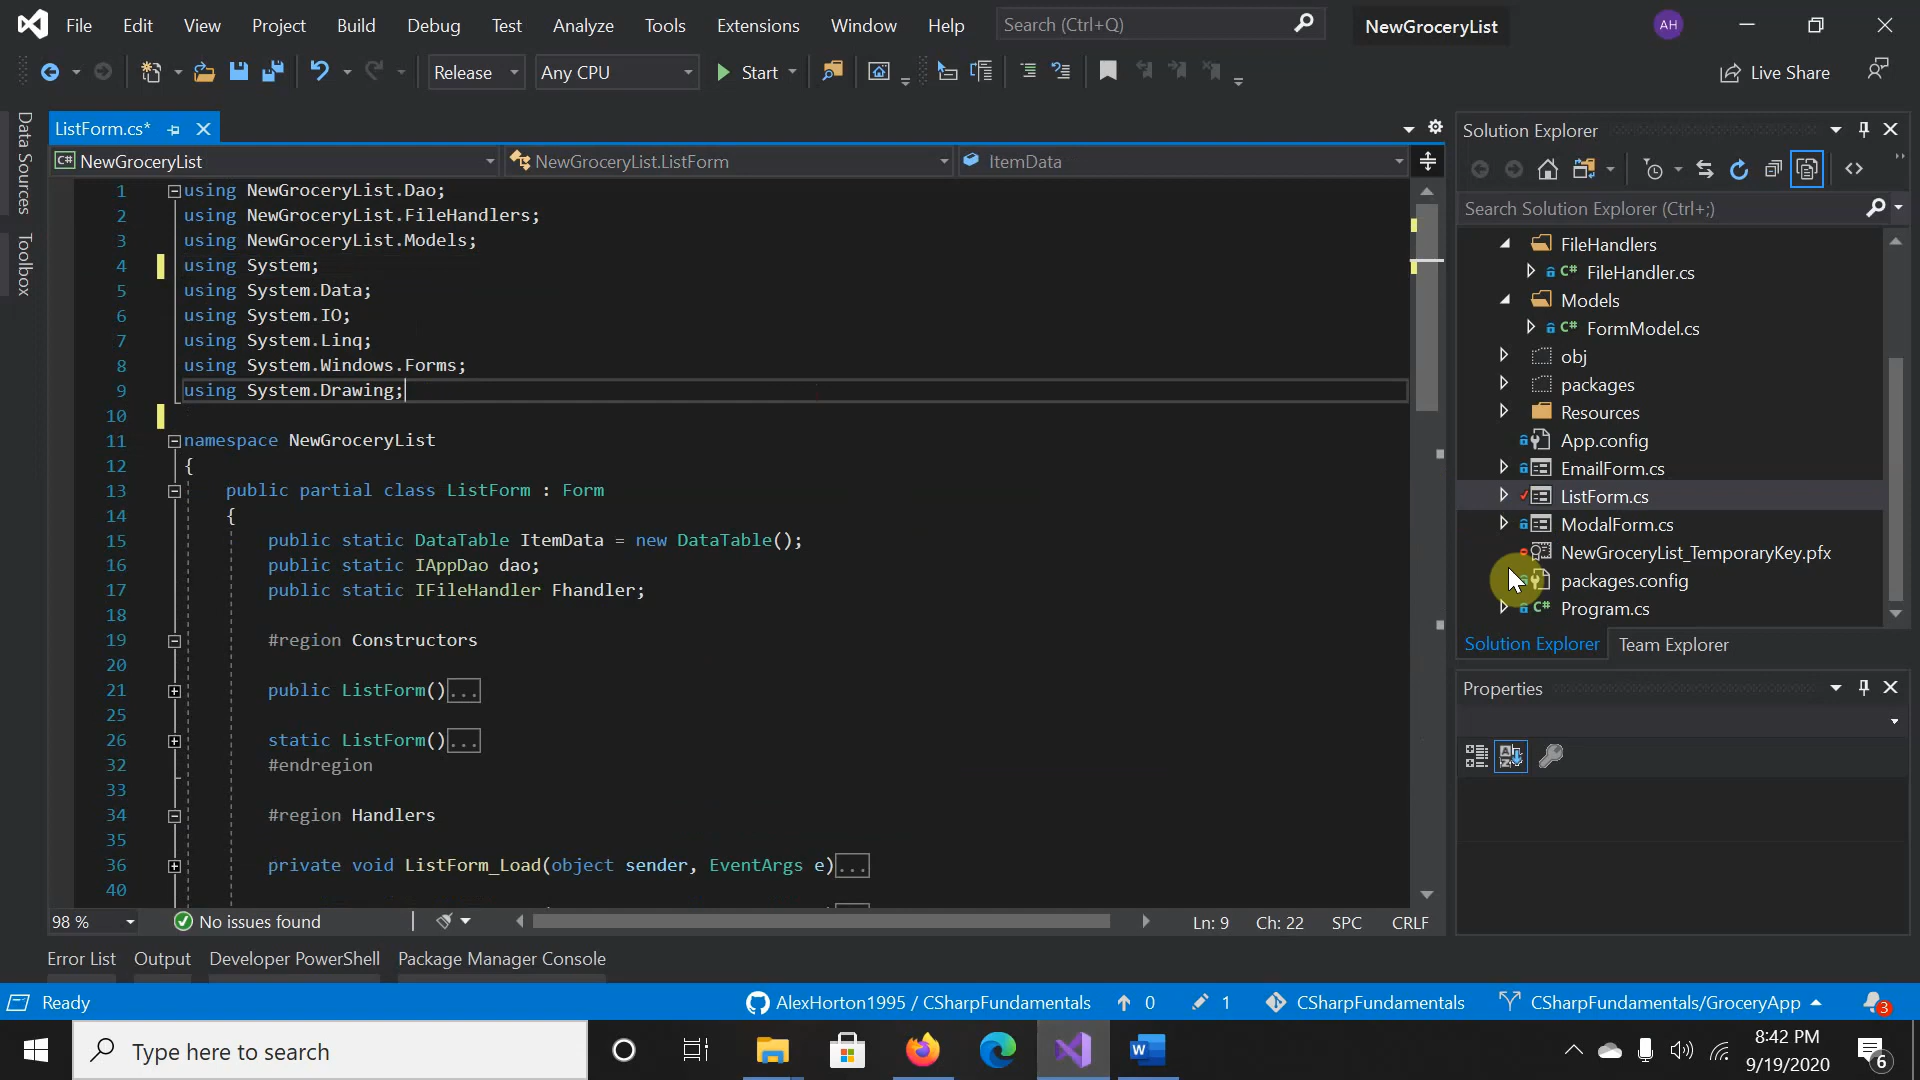 File Edit View Project Build Debug Test Analyze Tools Extensions Window Help Search (Ctrl+Q) NewGroceryList AH
Release Any CPU Start Live Share
Data Sources
Toolbox
ListForm.cs*
NewGroceryList NewGroceryList.ListForm ItemData
1 using NewGroceryList.Dao;
2 using NewGroceryList.FileHandlers;
3 using NewGroceryList.Models;
4 using System;
5 using System.Data;
6 using System.IO;
7 using System.Linq;
8 using System.Windows.Forms;
9 using System.Drawing;
10
11 namespace NewGroceryList
12 {
13 public partial class ListForm : Form
14 {
15 public static DataTable ItemData = new DataTable();
16 public static IAppDao dao;
17 public static IFileHandler Fhandler;
18
19 #region Constructors
20
21 public ListForm()...
25
26 static ListForm()...
32 #endregion
33
34 #region Handlers
35
36 private void ListForm_Load(object sender, EventArgs e)...
40
98 % No issues found Ln: 9 Ch: 22 SPC CRLF
Error List Output Developer PowerShell Package Manager Console
Solution Explorer
Search Solution Explorer (Ctrl+;)
FileHandlers
C# FileHandler.cs
Models
C# FormModel.cs
obj
packages
Resources
App.config
EmailForm.cs
ListForm.cs
ModalForm.cs
NewGroceryList_TemporaryKey.pfx
packages.config
C# Program.cs
Solution Explorer Team Explorer
Properties
Ready AlexHorton1995 / CSharpFundamentals 0 1 CSharpFundamentals CSharpFundamentals/GroceryApp 3
Type here to search
8:42 PM
9/19/2020
6